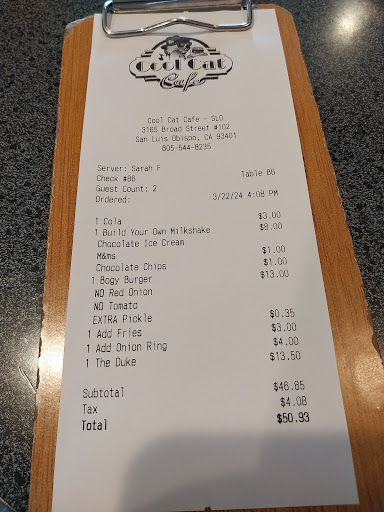 Cool Cat
Cafe
Cool Cat Cafe - SLO
3165 Broad Street #102
San Luis Obispo, CA 93401
805-544-8235
Server: Sarah F
Check #86 Table B6
Guest Count: 2
Ordered: 3/22/24 4:08 PM
1 Cola $3.00
1 Build Your Own Milkshake $8.00
Chocolate Ice Cream
M&ms $1.00
Chocolate Chips $1.00
1 Bogy Burger $13.00
NO Red Onion
NO Tomato
EXTRA Pickle $0.35
1 Add Fries $3.00
1 Add Onion Ring $4.00
1 The Duke $13.50
Subtotal $46.85
Tax $4.08
Total $50.93